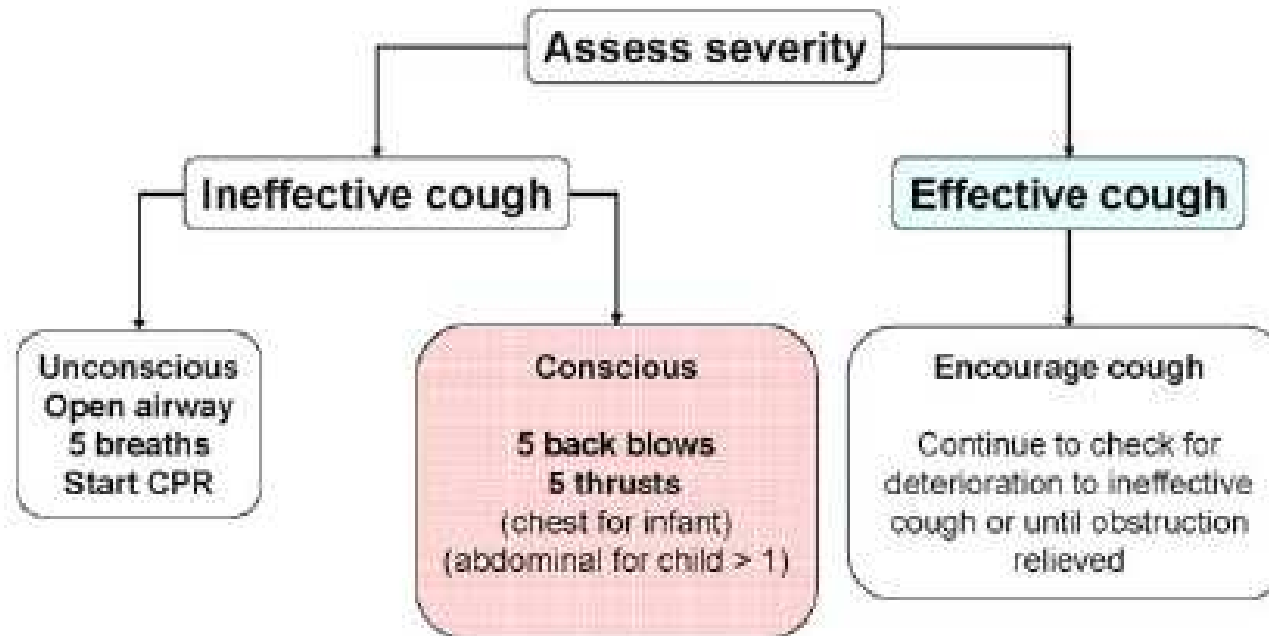 Assess severity
Ineffective cough
Effective cough
Unconscious
Open airway
5 breaths
Start CPR
Conscious
5 back blows
5 thrusts
(chest for infant)
(abdominal for child > 1)
Encourage cough
Continue to check for
deterioration to ineffective
cough or until obstruction
relieved